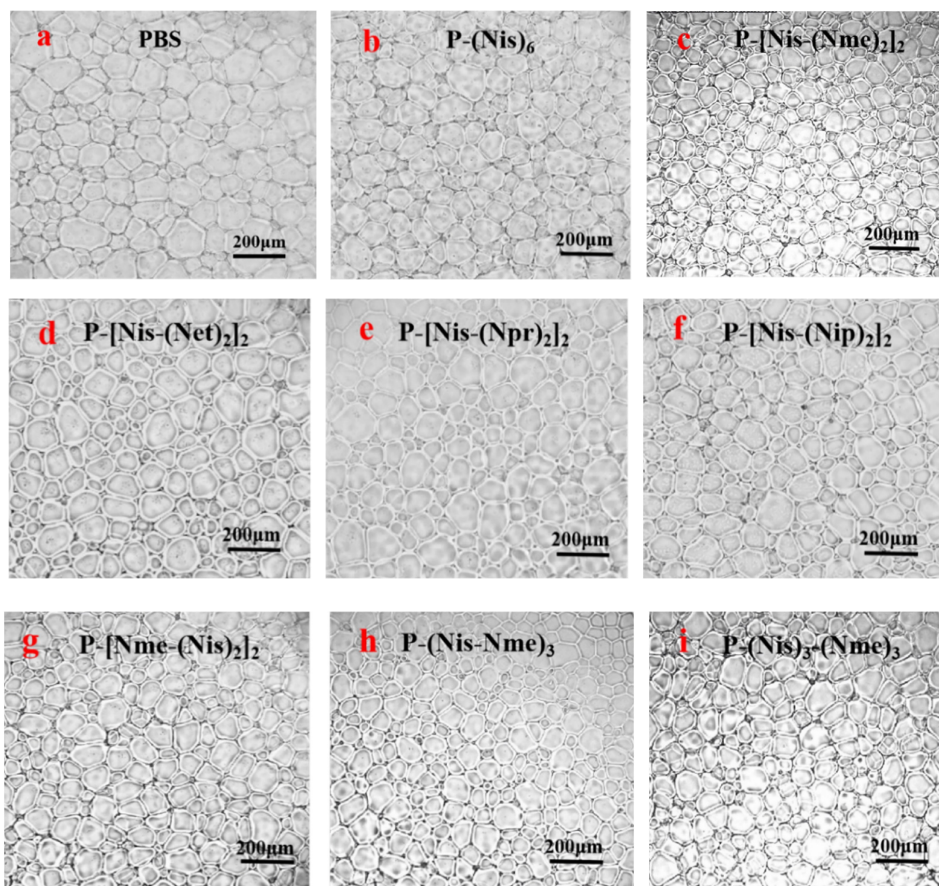 a PBS
200μm
b P-(Nis)₆
200μm
c P-[Nis-(Nme)₂]₂
200μm
d P-[Nis-(Net)₂]₂
200μm
e P-[Nis-(Npr)₂]₂
200μm
f P-[Nis-(Nip)₂]₂
200μm
g P-[Nme-(Nis)₂]₂
200μm
h P-(Nis-Nme)₃
200μm
i P-(Nis)₃-(Nme)₃
200μm